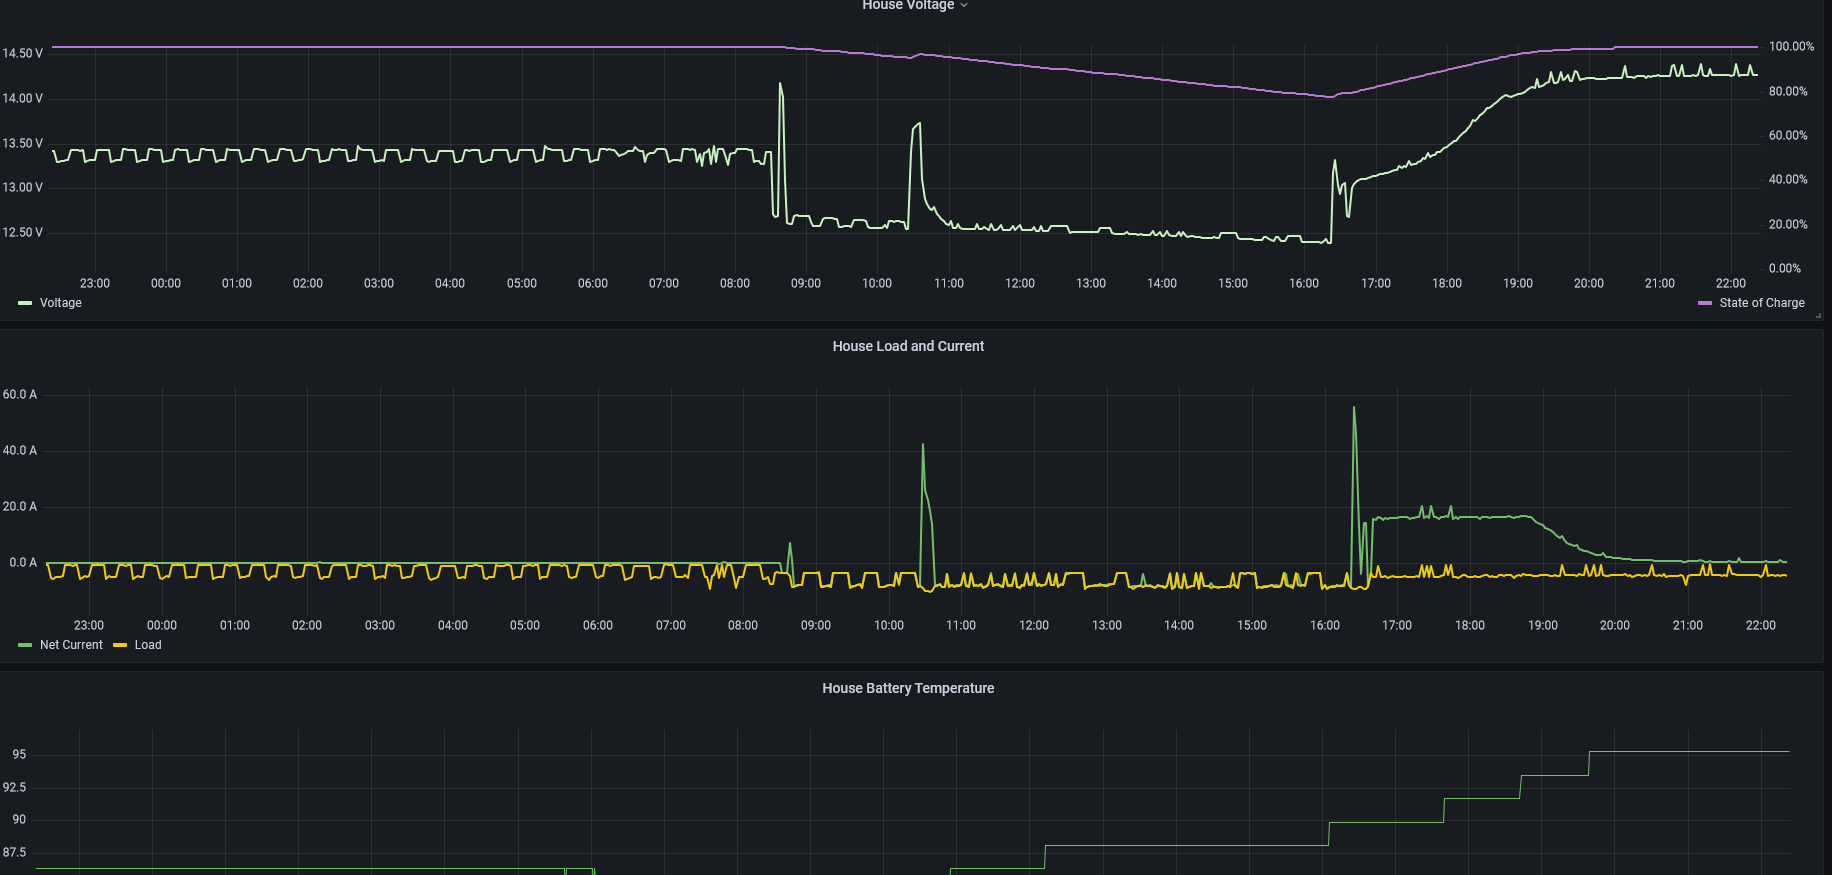 House Voltage
14.50 V
14.00 V
13.50 V
13.00 V
12.50 V
100.00%
80.00%
60.00%
40.00%
20.00%
0.00%
23:00 00:00 01:00 02:00 03:00 04:00 05:00 06:00 07:00 08:00 09:00 10:00 11:00 12:00 13:00 14:00 15:00 16:00 17:00 18:00 19:00 20:00 21:00 22:00
Voltage
State of Charge
House Load and Current
60.0 A
40.0 A
20.0 A
0.0 A
23:00 00:00 01:00 02:00 03:00 04:00 05:00 06:00 07:00 08:00 09:00 10:00 11:00 12:00 13:00 14:00 15:00 16:00 17:00 18:00 19:00 20:00 21:00 22:00
Net Current Load
House Battery Temperature
95
92.5
90
87.5